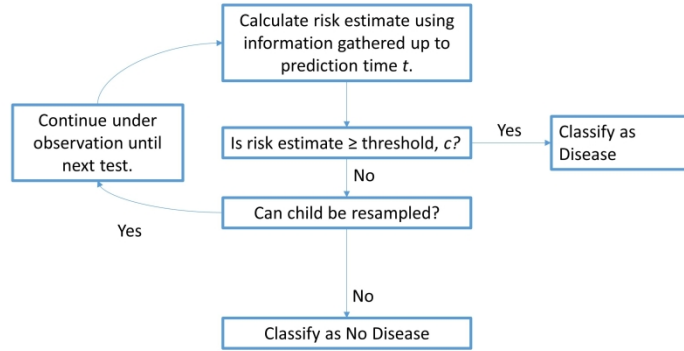 Calculate risk estimate using
information gathered up to
prediction time t.
Continue under
observation until
next test.
Is risk estimate ≥ threshold, c?
Yes
Classify as
Disease
No
Can child be resampled?
Yes
No
Classify as No Disease